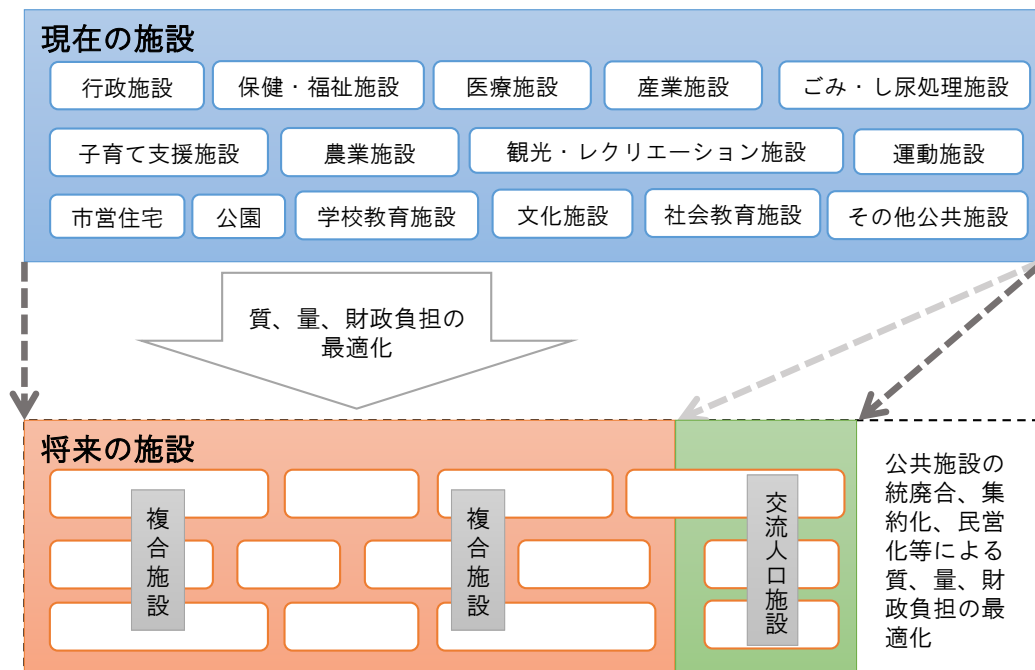 現在の施設
行政施設
保健・福祉施設
医療施設
産業施設
ごみ・し尿処理施設
子育て支援施設
農業施設
観光・レクリエーション施設
運動施設
市営住宅
公園
学校教育施設
文化施設
社会教育施設
その他公共施設
質、量、財政負担の
最適化
将来の施設
複合施設
複合施設
交流人口施設
公共施設の
統廃合、集
約化、民営
化等による
質、量、財
政負担の最
適化